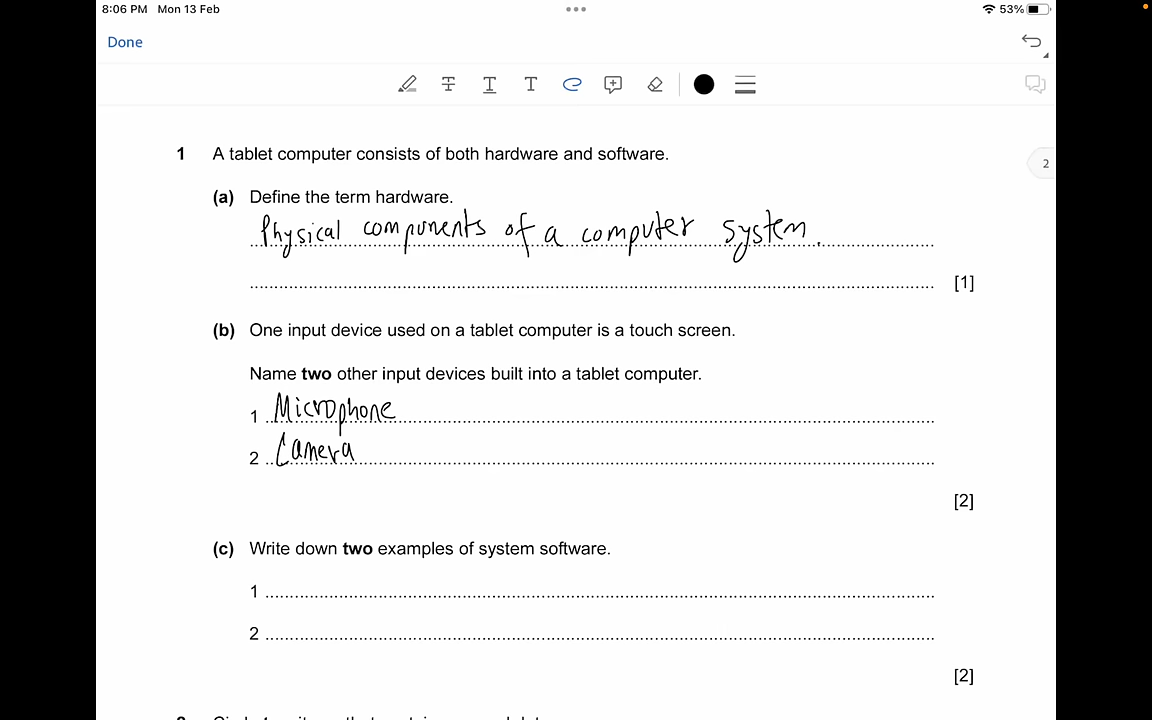 8:06 PM Mon 13 Feb
53%
Done
T T T
2
1 A tablet computer consists of both hardware and software.
(a) Define the term hardware.
Physical components of a computer system.
[1]
(b) One input device used on a tablet computer is a touch screen.
Name two other input devices built into a tablet computer.
1 Microphone
2 Camera
[2]
(c) Write down two examples of system software.
1
2
[2]